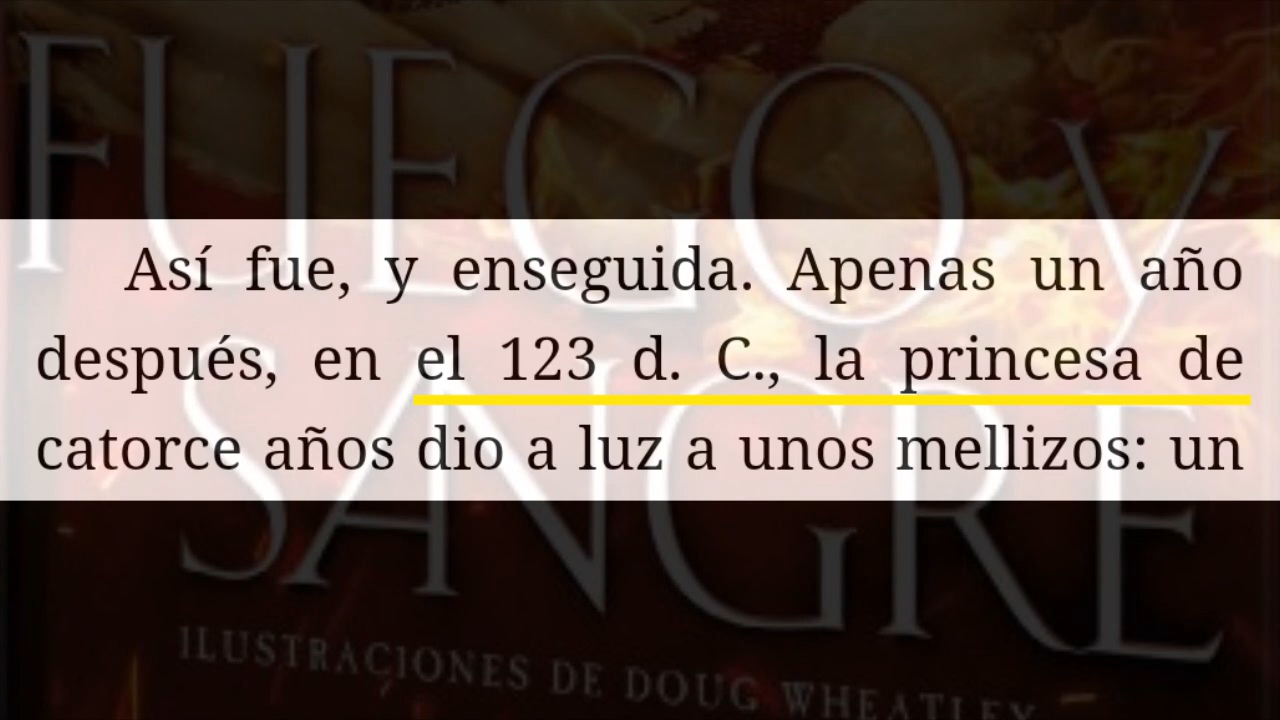 FUEGO Y
Así fue, y enseguida. Apenas un año
después, en el 123 d. C., la princesa de
catorce años dio a luz a unos mellizos: un
SANGRE
ILUSTRACIONES DE DOUG WHEATLEY